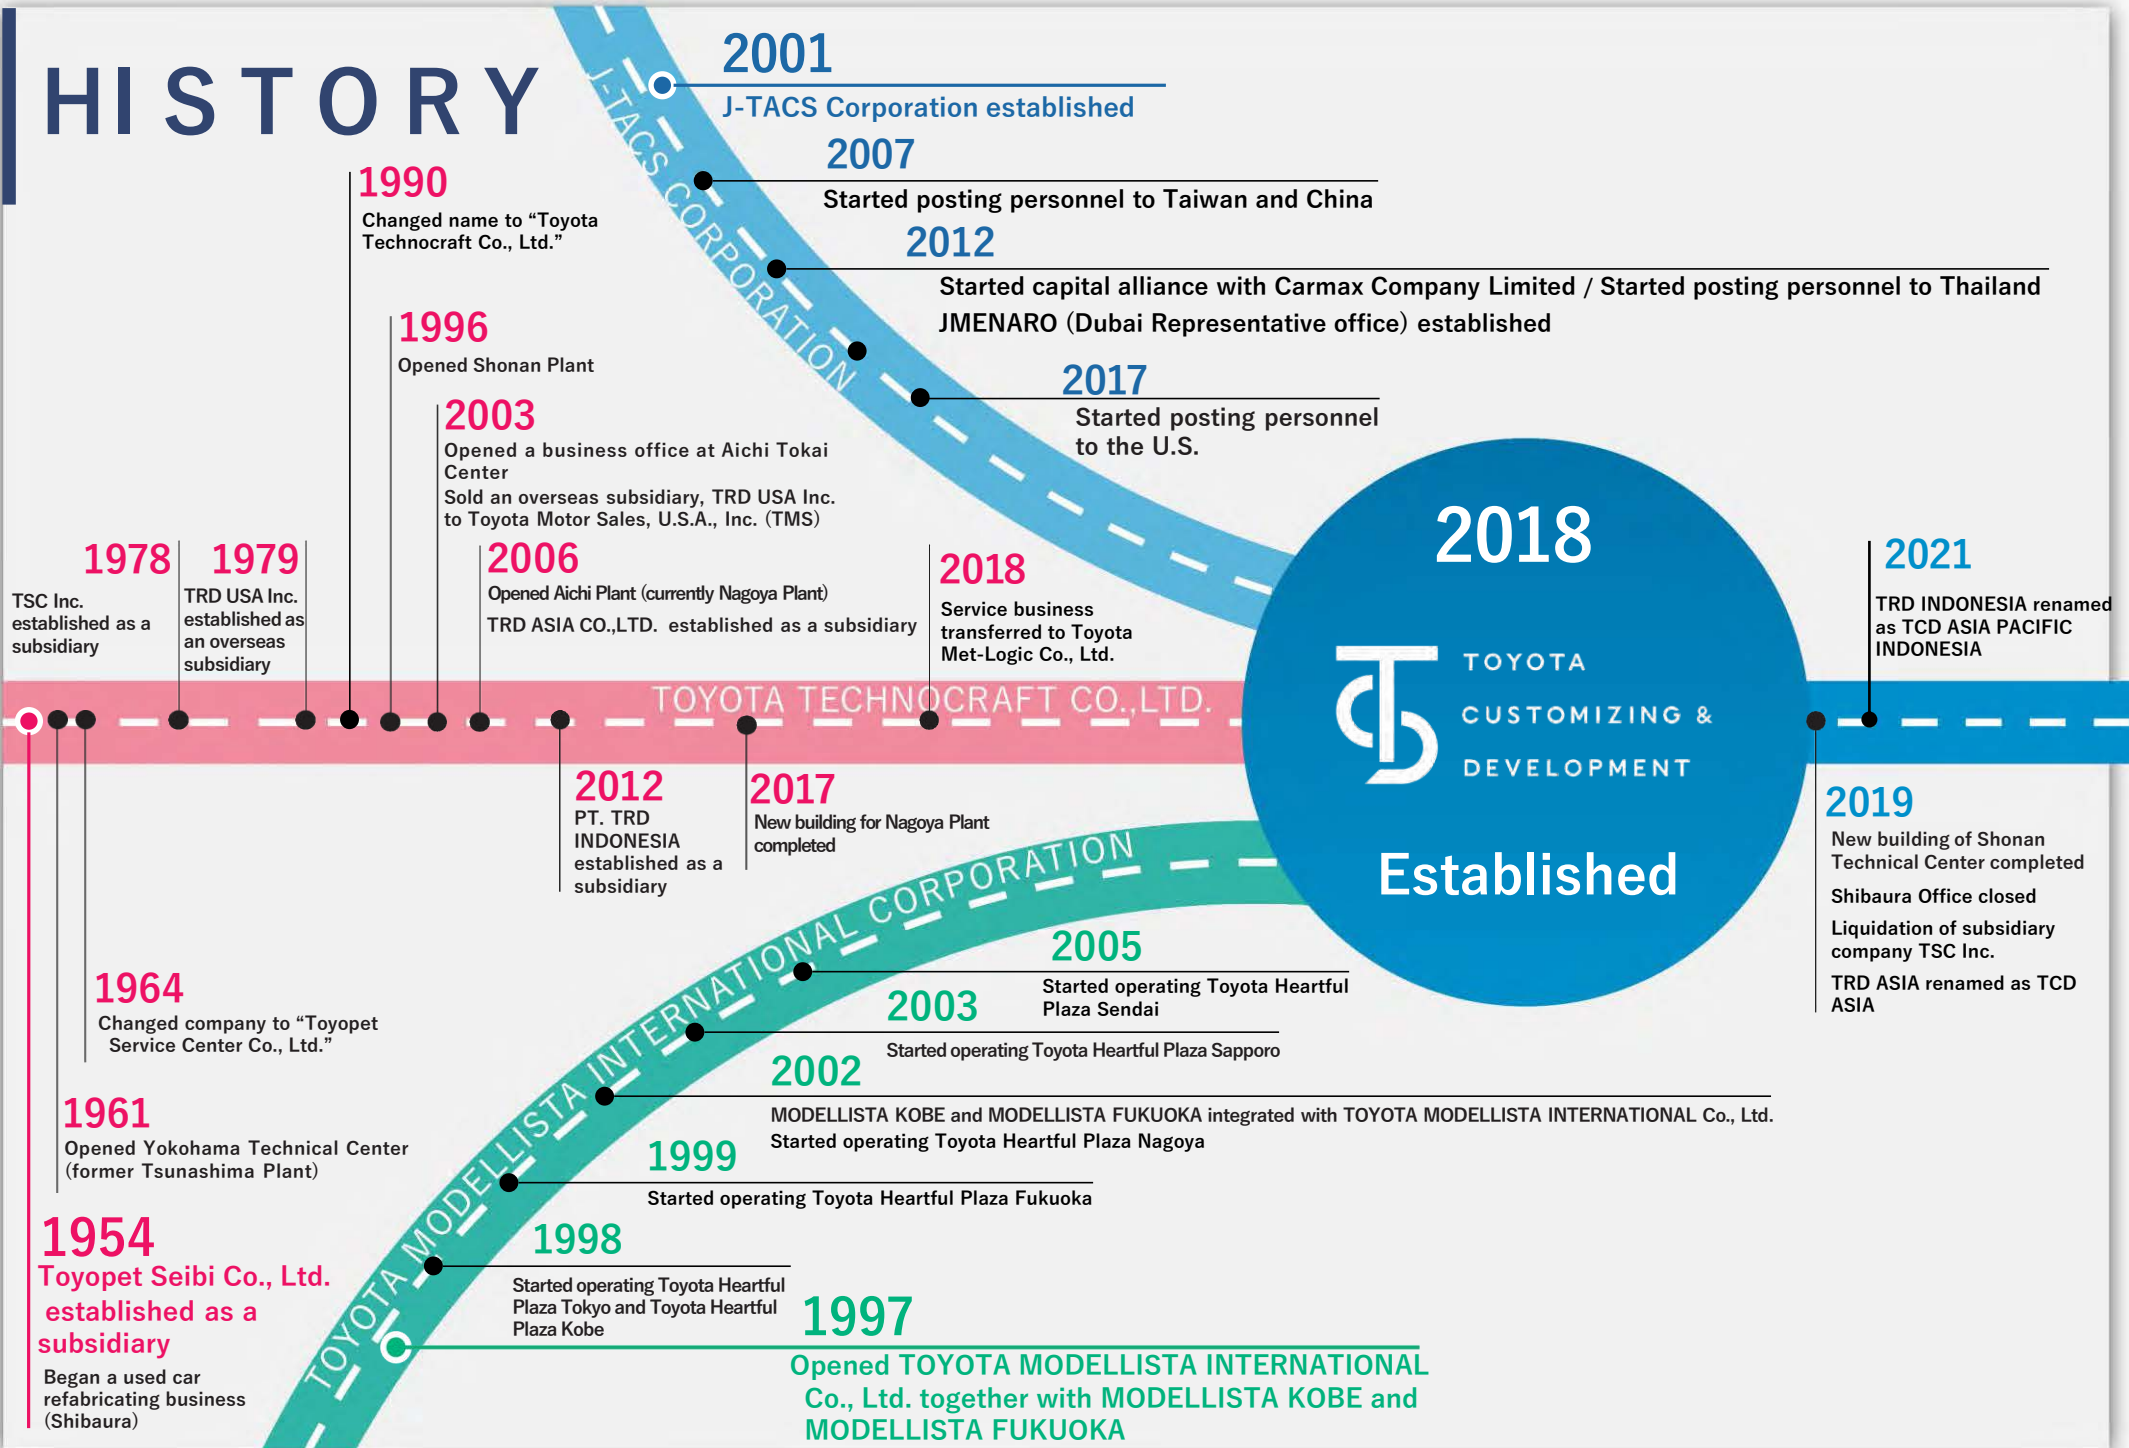 HISTORY
2001
J-TACS Corporation established
2007
Started posting personnel to Taiwan and China
2012
Started capital alliance with Carmax Company Limited / Started posting personnel to Thailand
JMENARO (Dubai Representative office) established
2017
Started posting personnel
to the U.S.
J-TACS CORPORATION
1990
Changed name to “Toyota
Technocraft Co., Ltd.”
1996
Opened Shonan Plant
2003
Opened a business office at Aichi Tokai
Center
Sold an overseas subsidiary, TRD USA Inc.
to Toyota Motor Sales, U.S.A., Inc. (TMS)
1978
TSC Inc.
established as a
subsidiary
1979
TRD USA Inc.
established as
an overseas
subsidiary
2006
Opened Aichi Plant (currently Nagoya Plant)
TRD ASIA CO.,LTD. established as a subsidiary
2018
Service business
transferred to Toyota
Met-Logic Co., Ltd.
TOYOTA TECHNOCRAFT CO.,LTD.
2012
PT. TRD
INDONESIA
established as a
subsidiary
2017
New building for Nagoya Plant
completed
1964
Changed company to “Toyopet
Service Center Co., Ltd.”
1961
Opened Yokohama Technical Center
(former Tsunashima Plant)
1954
Toyopet Seibi Co., Ltd.
established as a
subsidiary
Began a used car
refabricating business
(Shibaura)
2018
TOYOTA
CUSTOMIZING &
DEVELOPMENT
Established
2021
TRD INDONESIA renamed
as TCD ASIA PACIFIC
INDONESIA
2019
New building of Shonan
Technical Center completed
Shibaura Office closed
Liquidation of subsidiary
company TSC Inc.
TRD ASIA renamed as TCD
ASIA
TOYOTA MODELLISTA INTERNATIONAL CORPORATION
2005
Started operating Toyota Heartful
Plaza Sendai
2003
Started operating Toyota Heartful Plaza Sapporo
2002
MODELLISTA KOBE and MODELLISTA FUKUOKA integrated with TOYOTA MODELLISTA INTERNATIONAL Co., Ltd.
Started operating Toyota Heartful Plaza Nagoya
1999
Started operating Toyota Heartful Plaza Fukuoka
1998
Started operating Toyota Heartful
Plaza Tokyo and Toyota Heartful
Plaza Kobe
1997
Opened TOYOTA MODELLISTA INTERNATIONAL
Co., Ltd. together with MODELLISTA KOBE and
MODELLISTA FUKUOKA